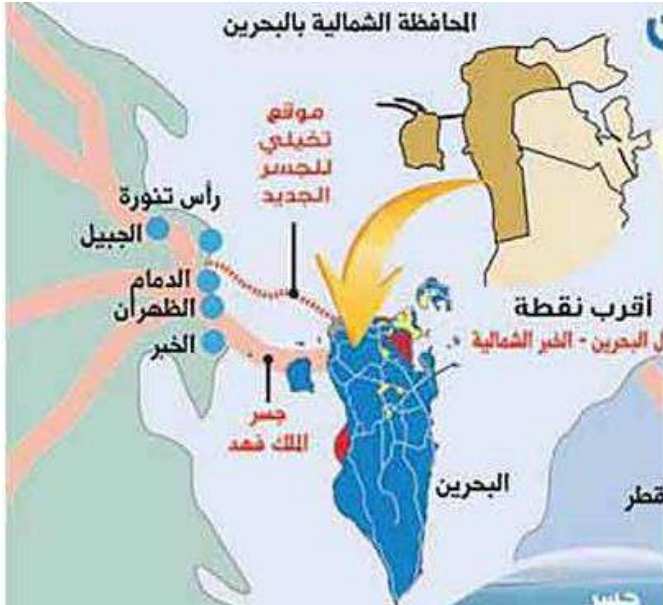 المحافظة الشمالية بالبحرين
موقع
تخيلي
للجسر
الجديد
رأس تنورة
الجبيل
الدمام
الظهران
الخبر
أقرب نقطة
البحرين - الخبر الشمالية
جسر
الملك فهد
البحرين
قطر
جسر